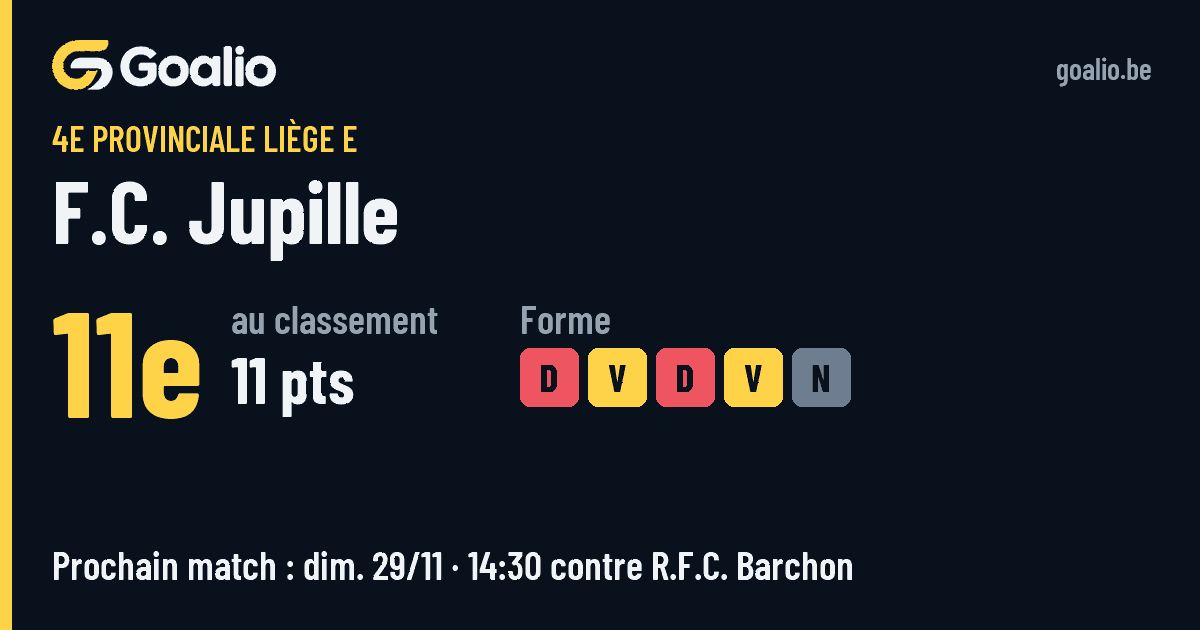 Goalio
goalio.be
4E PROVINCIALE LIÈGE E
F.C. Jupille
11e
au classement
11 pts
Forme
D V D V N
Prochain match : dim. 29/11 · 14:30 contre R.F.C. Barchon